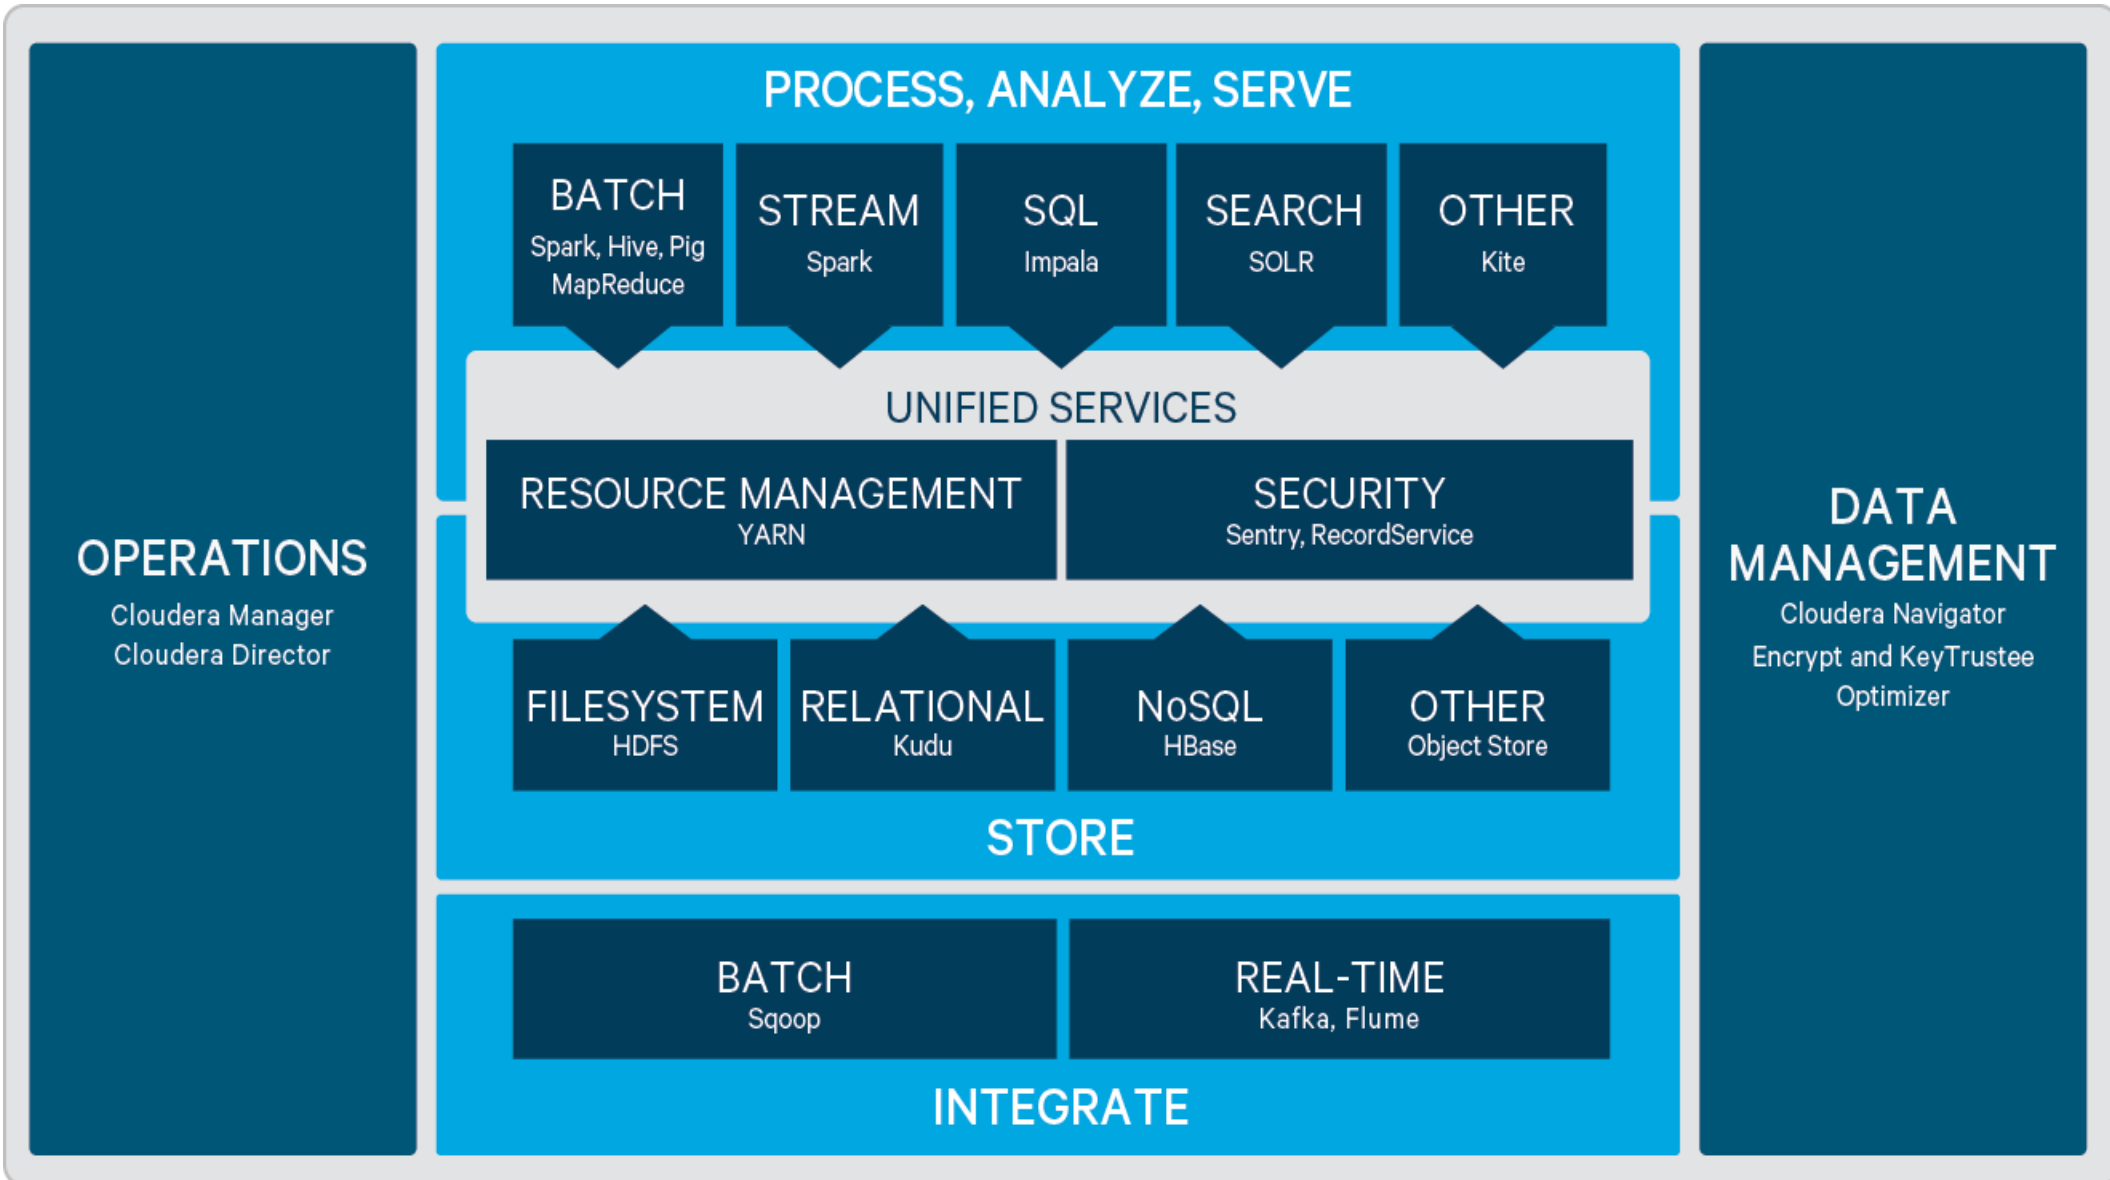 OPERATIONS
Cloudera Manager
Cloudera Director
PROCESS, ANALYZE, SERVE
BATCH
Spark, Hive, Pig
MapReduce
STREAM
Spark
SQL
Impala
SEARCH
SOLR
OTHER
Kite
UNIFIED SERVICES
RESOURCE MANAGEMENT
YARN
SECURITY
Sentry, RecordService
FILESYSTEM
HDFS
RELATIONAL
Kudu
NoSQL
HBase
OTHER
Object Store
STORE
BATCH
Sqoop
REAL-TIME
Kafka, Flume
INTEGRATE
DATA
MANAGEMENT
Cloudera Navigator
Encrypt and KeyTrustee
Optimizer